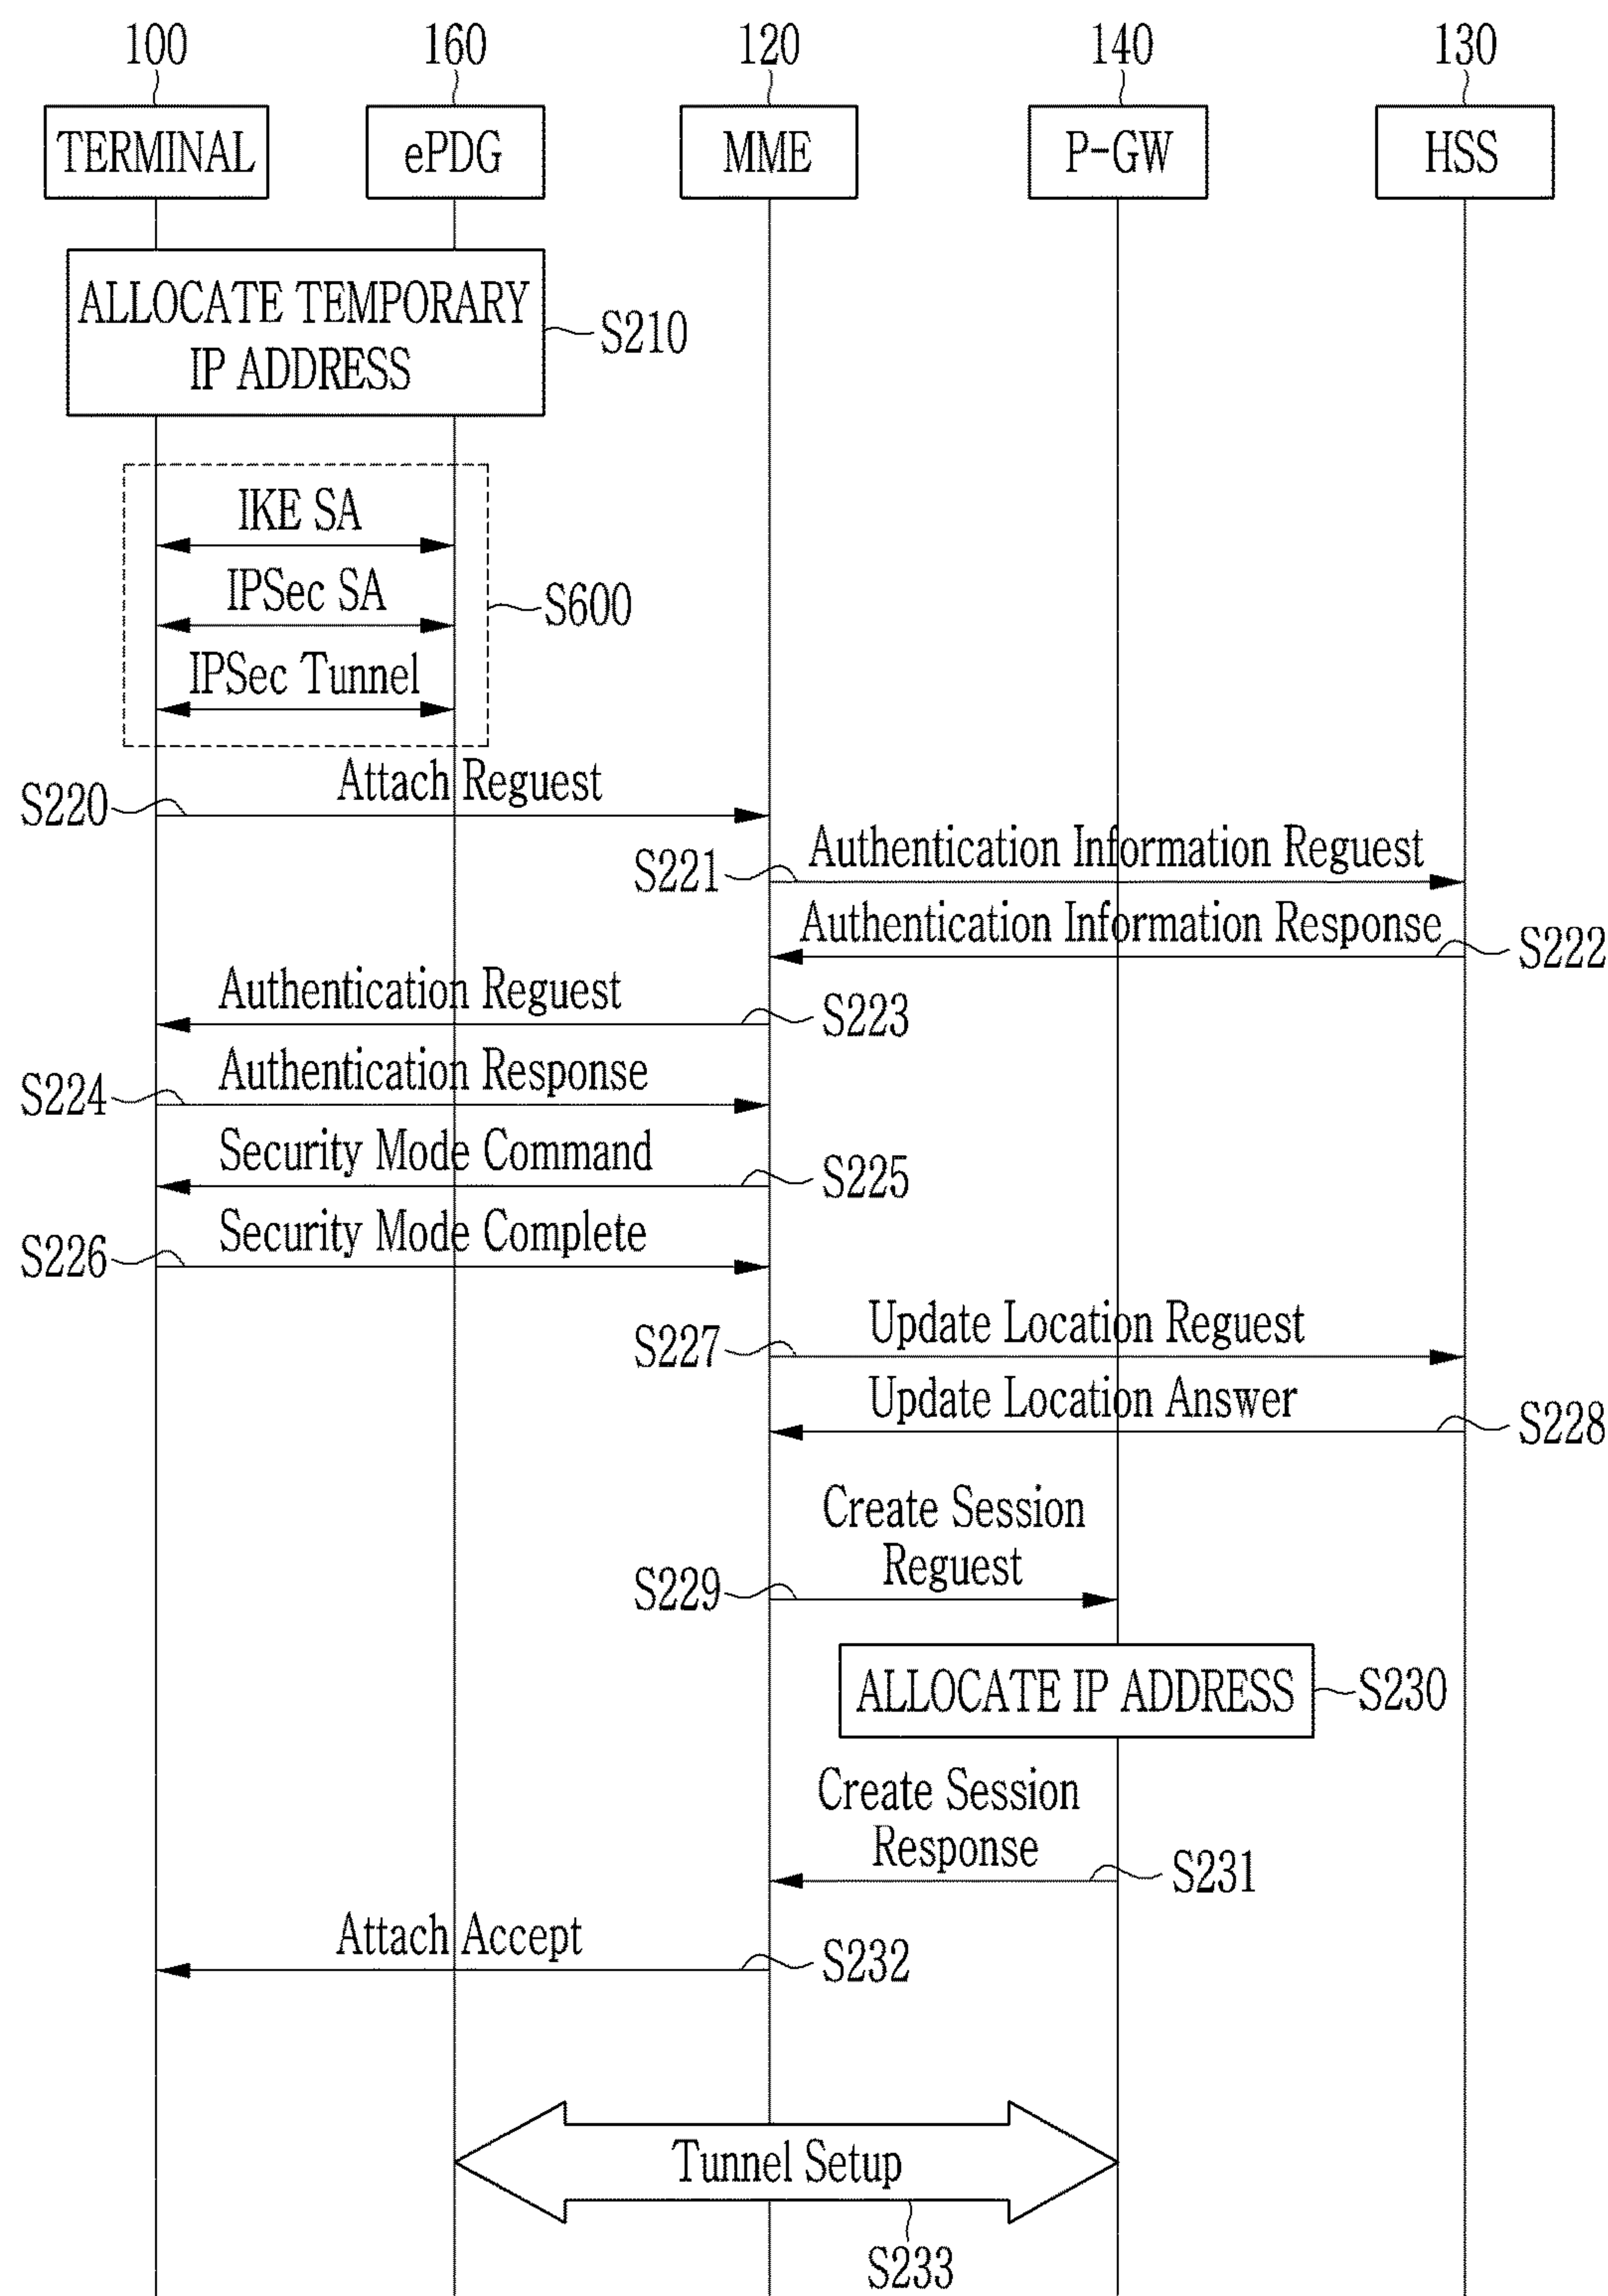 100
160
120
140
130
TERMINAL
ePDG
MME
P-GW
HSS
ALLOCATE TEMPORARY
IP ADDRESS
S210
IKE SA
IPSec SA
S600
IPSec Tunnel
Attach Reguest
S220
Authentication Information Reguest
S221
Authentication Information Response
S222
Authentication Reguest
S223
Authentication Response
S224
Security Mode Command
S225
Security Mode Complete
S226
Update Location Reguest
S227
Update Location Answer
S228
Create Session
Reguest
S229
ALLOCATE IP ADDRESS
S230
Create Session
Response
S231
Attach Accept
S232
Tunnel Setup
S233